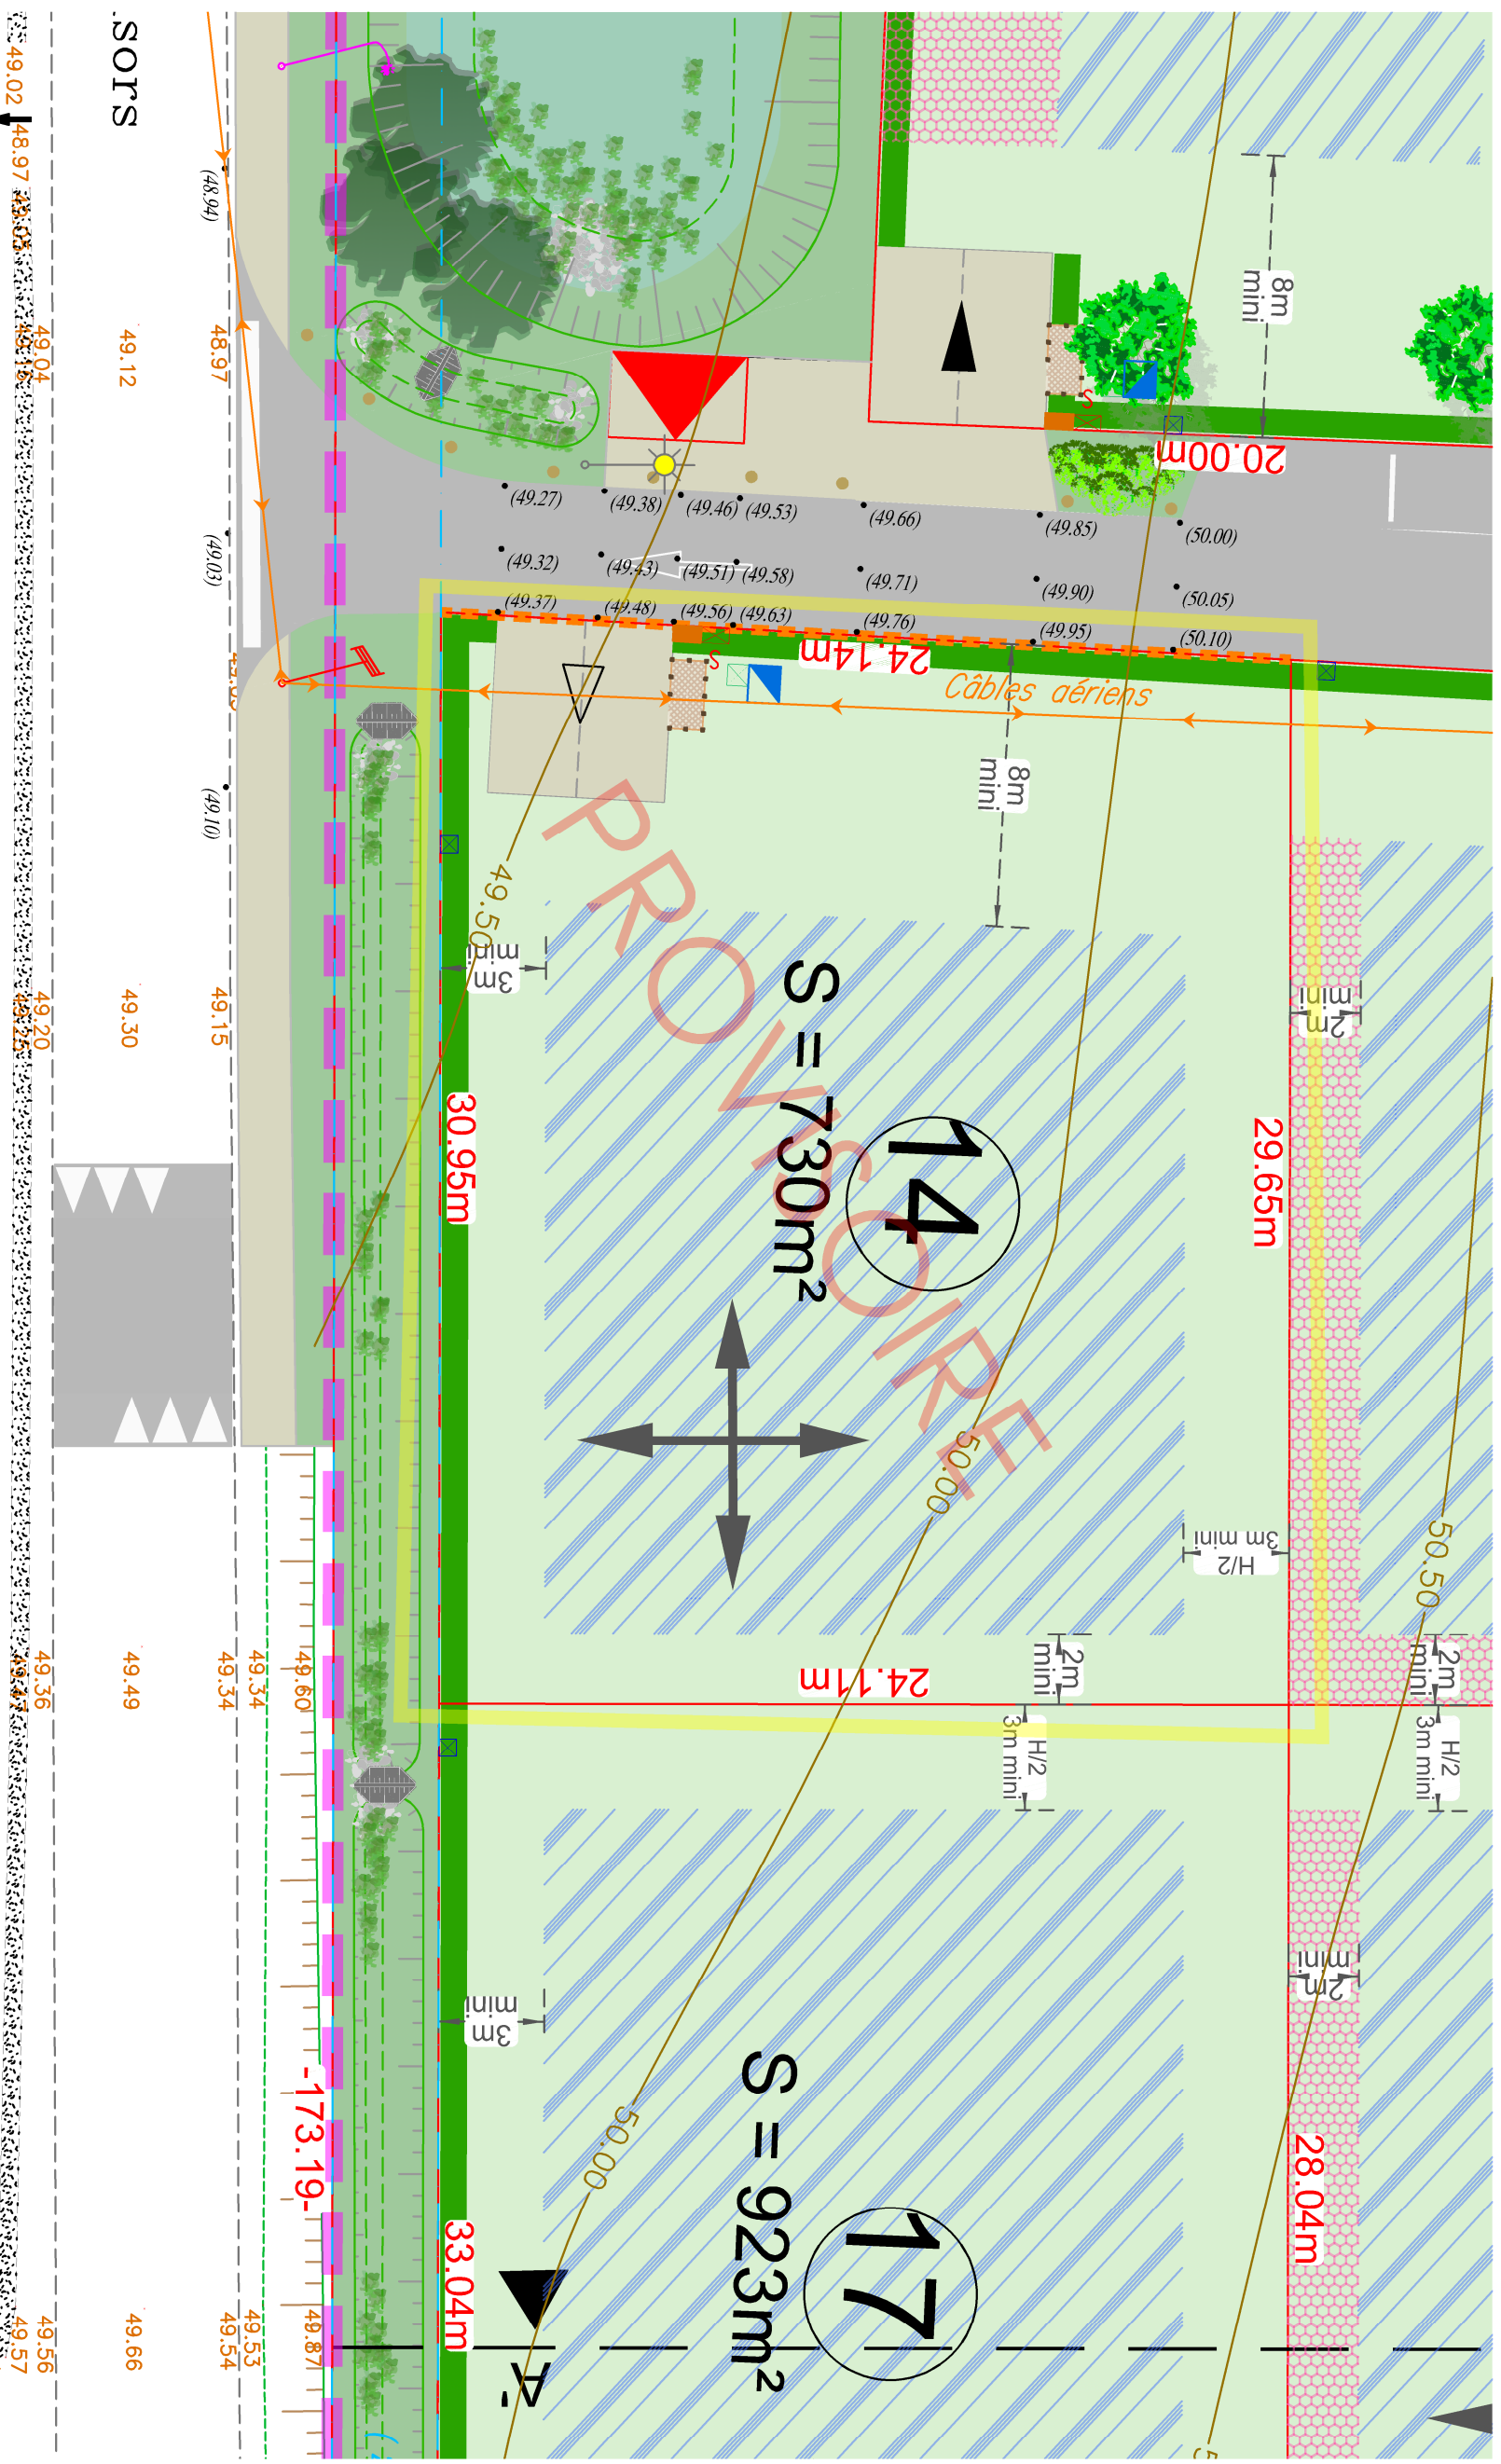 sors
49.02
48.97
49.04
49.12
48.97
(48.94)
(49.03)
(49.10)
8m
mini
20.00m
S
(49.27)
(49.38)
(49.46)
(49.53)
(49.66)
(49.85)
(50.00)
(49.32)
(49.43)
(49.51)
(49.58)
(49.71)
(49.90)
(50.05)
(49.37)
(49.48)
(49.56)
(49.63)
(49.76)
(49.95)
(50.10)
24.14m
S
Câbles aériens
8m
mini
49.50
3m
mini
2m
mini
49.20
49.30
49.15
PROVISOIRE
14
S = 730m²
30.95m
29.65m
50.00
50.50
H/2
3m mini
2m
mini
2m
mini
24.11m
H/2
3m mini
H/2
3m mini
49.36
49.49
49.34
49.34
49.60
2m
mini
3m
mini
17
S = 923m²
-173.19-
33.04m
28.04m
50.00
49.57
49.56
49.66
49.54
49.53
49.87